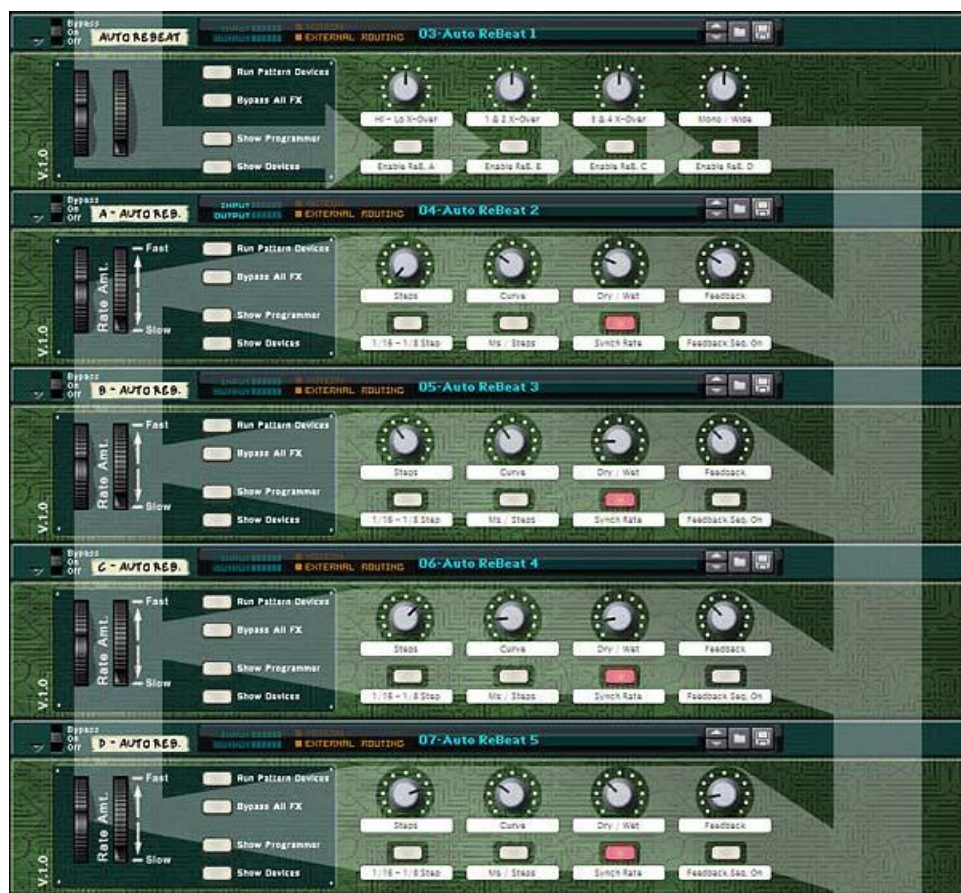 Bypass
On
Off
AUTO REBEAT
INPUT
OUTPUT
EXTERNAL ROUTING
03-Auto ReBeat 1
Run Pattern Devices
Bypass All FX
Show Programmer
Show Devices
Hi - Lo X-Over
1 & 2 X-Over
3 & 4 X-Over
Mono / Wide
Enable ReB. A
Enable ReB. B
Enable ReB. C
Enable ReB. D
V.1.0
Bypass
On
Off
A - AUTO REB.
INPUT
OUTPUT
EXTERNAL ROUTING
04-Auto ReBeat 2
Rate Amt.
Fast
Slow
Run Pattern Devices
Bypass All FX
Show Programmer
Show Devices
Steps
Curve
Dry / Wet
Feedback
1/16 - 1/8 Step
Ms / Steps
Synch Rate
Feedback Seq. On
V.1.0
Bypass
On
Off
B - AUTO REB.
INPUT
OUTPUT
EXTERNAL ROUTING
05-Auto ReBeat 3
Rate Amt.
Fast
Slow
Run Pattern Devices
Bypass All FX
Show Programmer
Show Devices
Steps
Curve
Dry / Wet
Feedback
1/16 - 1/8 Step
Ms / Steps
Synch Rate
Feedback Seq. On
V.1.0
Bypass
On
Off
C - AUTO REB.
INPUT
OUTPUT
EXTERNAL ROUTING
06-Auto ReBeat 4
Rate Amt.
Fast
Slow
Run Pattern Devices
Bypass All FX
Show Programmer
Show Devices
Steps
Curve
Dry / Wet
Feedback
1/16 - 1/8 Step
Ms / Steps
Synch Rate
Feedback Seq. On
V.1.0
Bypass
On
Off
D - AUTO REB.
INPUT
OUTPUT
EXTERNAL ROUTING
07-Auto ReBeat 5
Rate Amt.
Fast
Slow
Run Pattern Devices
Bypass All FX
Show Programmer
Show Devices
Steps
Curve
Dry / Wet
Feedback
1/16 - 1/8 Step
Ms / Steps
Synch Rate
Feedback Seq. On
V.1.0